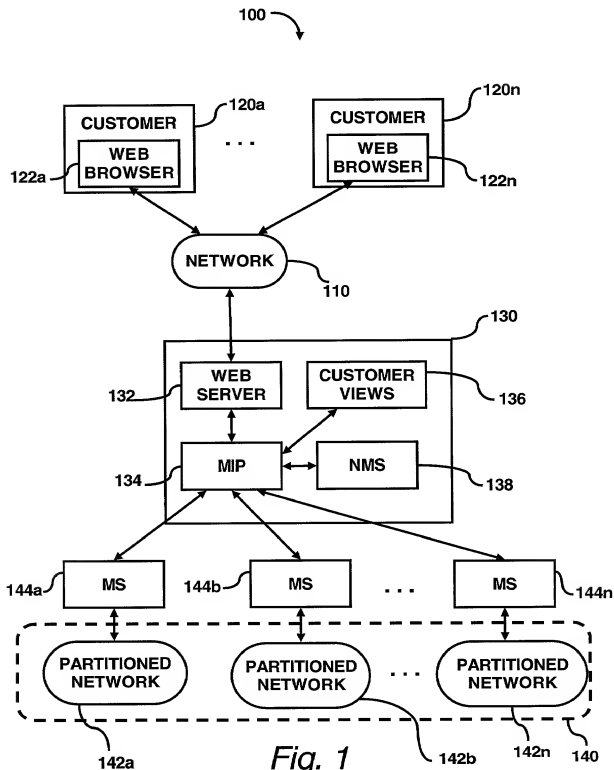 100
120a
CUSTOMER
WEB
BROWSER
122a
. . .
120n
CUSTOMER
WEB
BROWSER
122n
NETWORK
110
130
132
WEB
SERVER
CUSTOMER
VIEWS
136
134
MIP
NMS
138
144a
MS
144b
MS
. . .
MS
144n
PARTITIONED
NETWORK
PARTITIONED
NETWORK
. . .
PARTITIONED
NETWORK
142a
142b
142n
140
Fig. 1